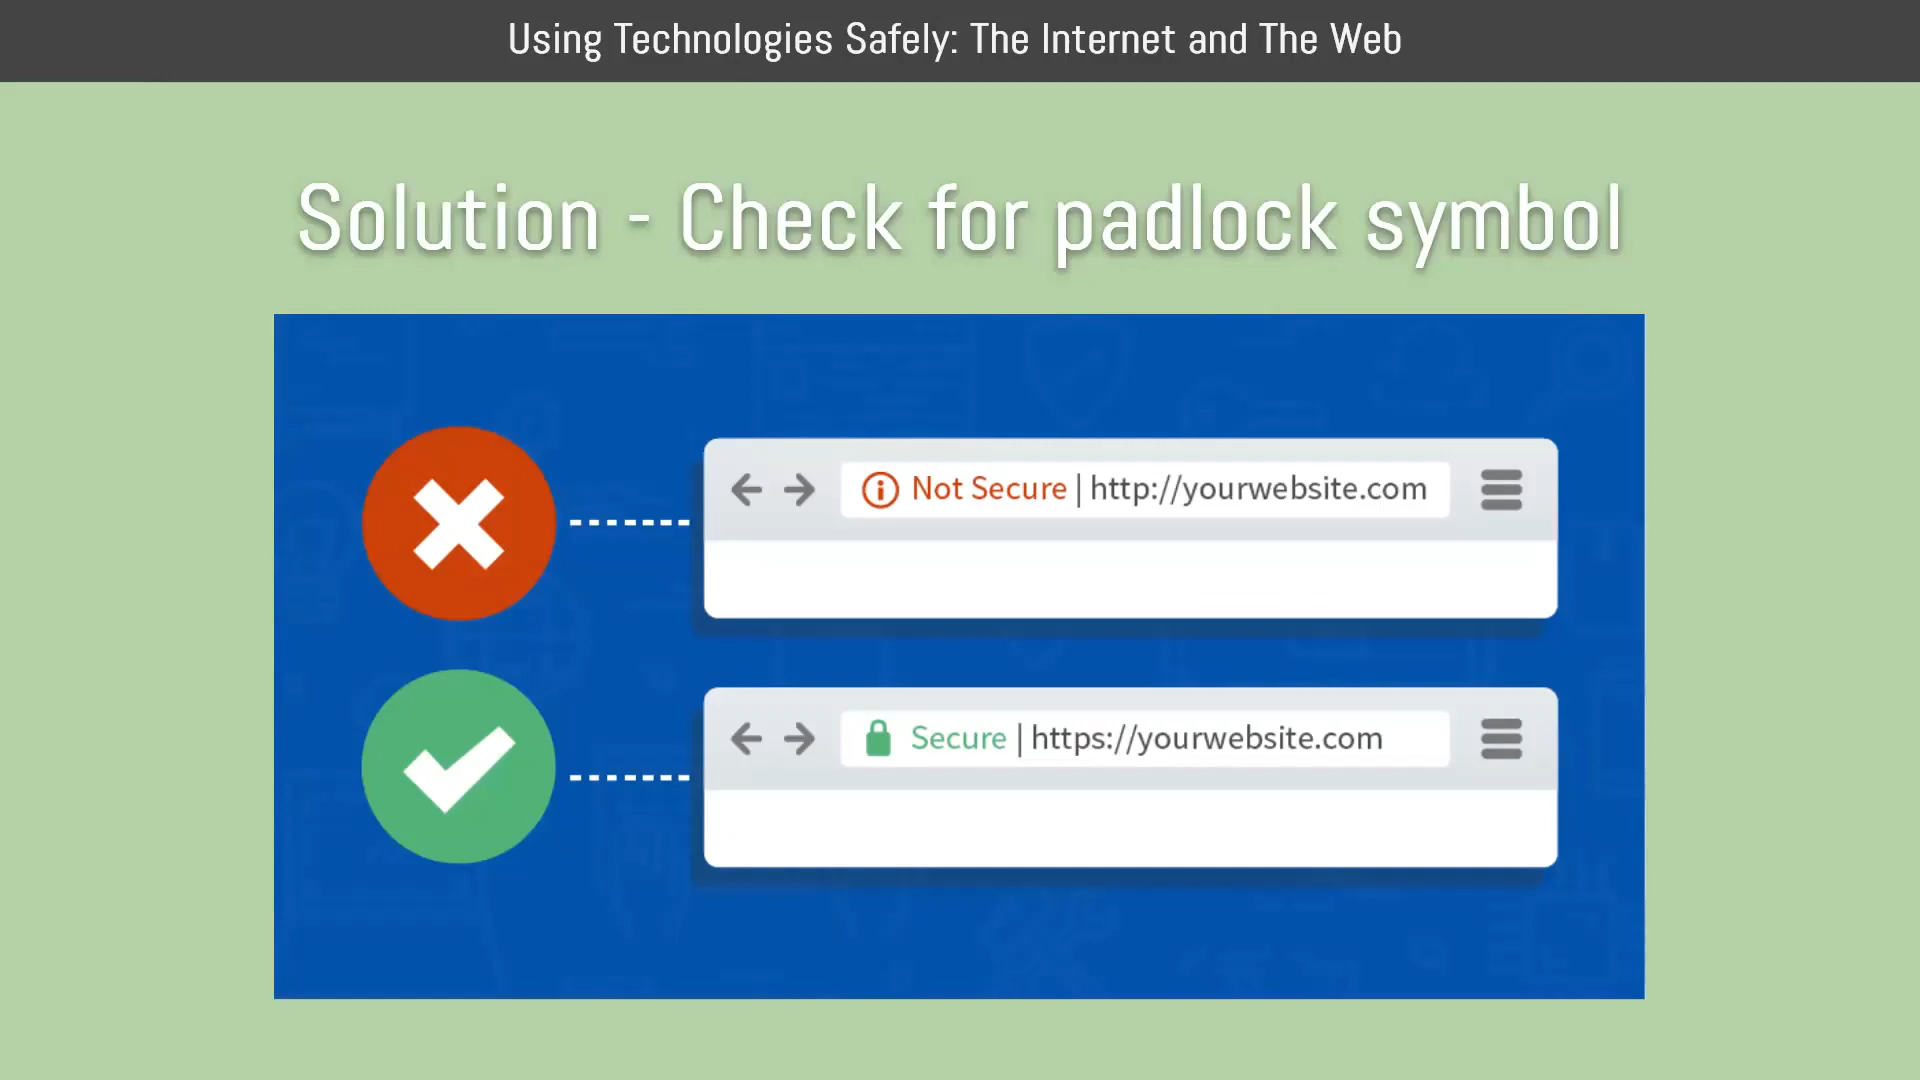 Using Technologies Safely: The Internet and The Web
Solution - Check for padlock symbol
Not Secure | http://yourwebsite.com
Secure | https://yourwebsite.com